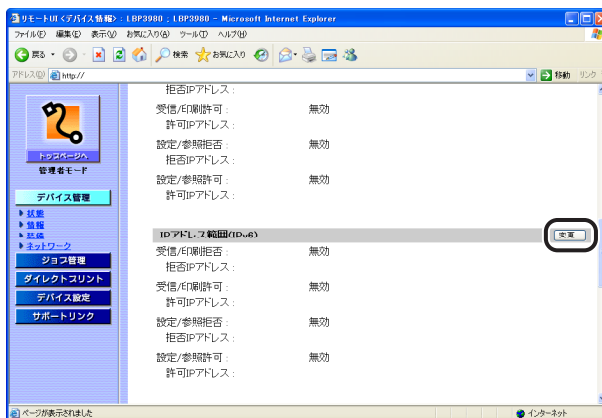 リモートUI <デバイス情報> : LBP3980 ; LBP3980 - Microsoft Internet Explorer
ファイル(F) 編集(E) 表示(V) お気に入り(A) ツール(T) ヘルプ(H)
戻る 検索 お気に入り
アドレス(D) http:// 移動 リンク
トップページへ
管理者モード
デバイス管理
状態
情報
ネットワーク
ジョブ管理
ダイレクトプリント
デバイス設定
サポートリンク
拒否IPアドレス :
受信/印刷許可 : 無効
許可IPアドレス :
設定/参照拒否 : 無効
拒否IPアドレス :
設定/参照許可 : 無効
許可IPアドレス :
IPアドレス範囲(IPv6) 変更
受信/印刷拒否 : 無効
拒否IPアドレス :
受信/印刷許可 : 無効
許可IPアドレス :
設定/参照拒否 : 無効
拒否IPアドレス :
設定/参照許可 : 無効
許可IPアドレス :
ページが表示されました インターネット